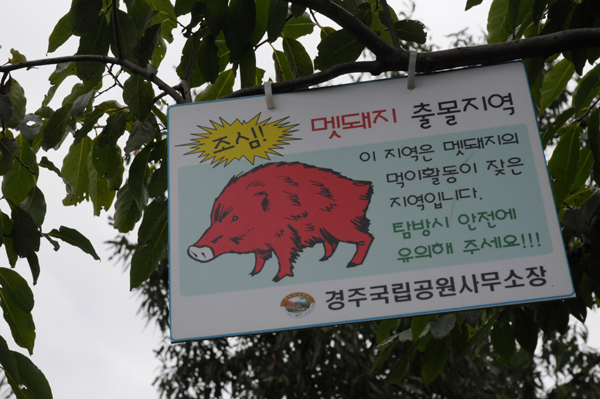 조심!
멧돼지 출몰지역
이 지역은 멧돼지의
먹이활동이 잦은
지역입니다.
탐방시 안전에
유의해 주세요!!!
경주국립공원사무소장